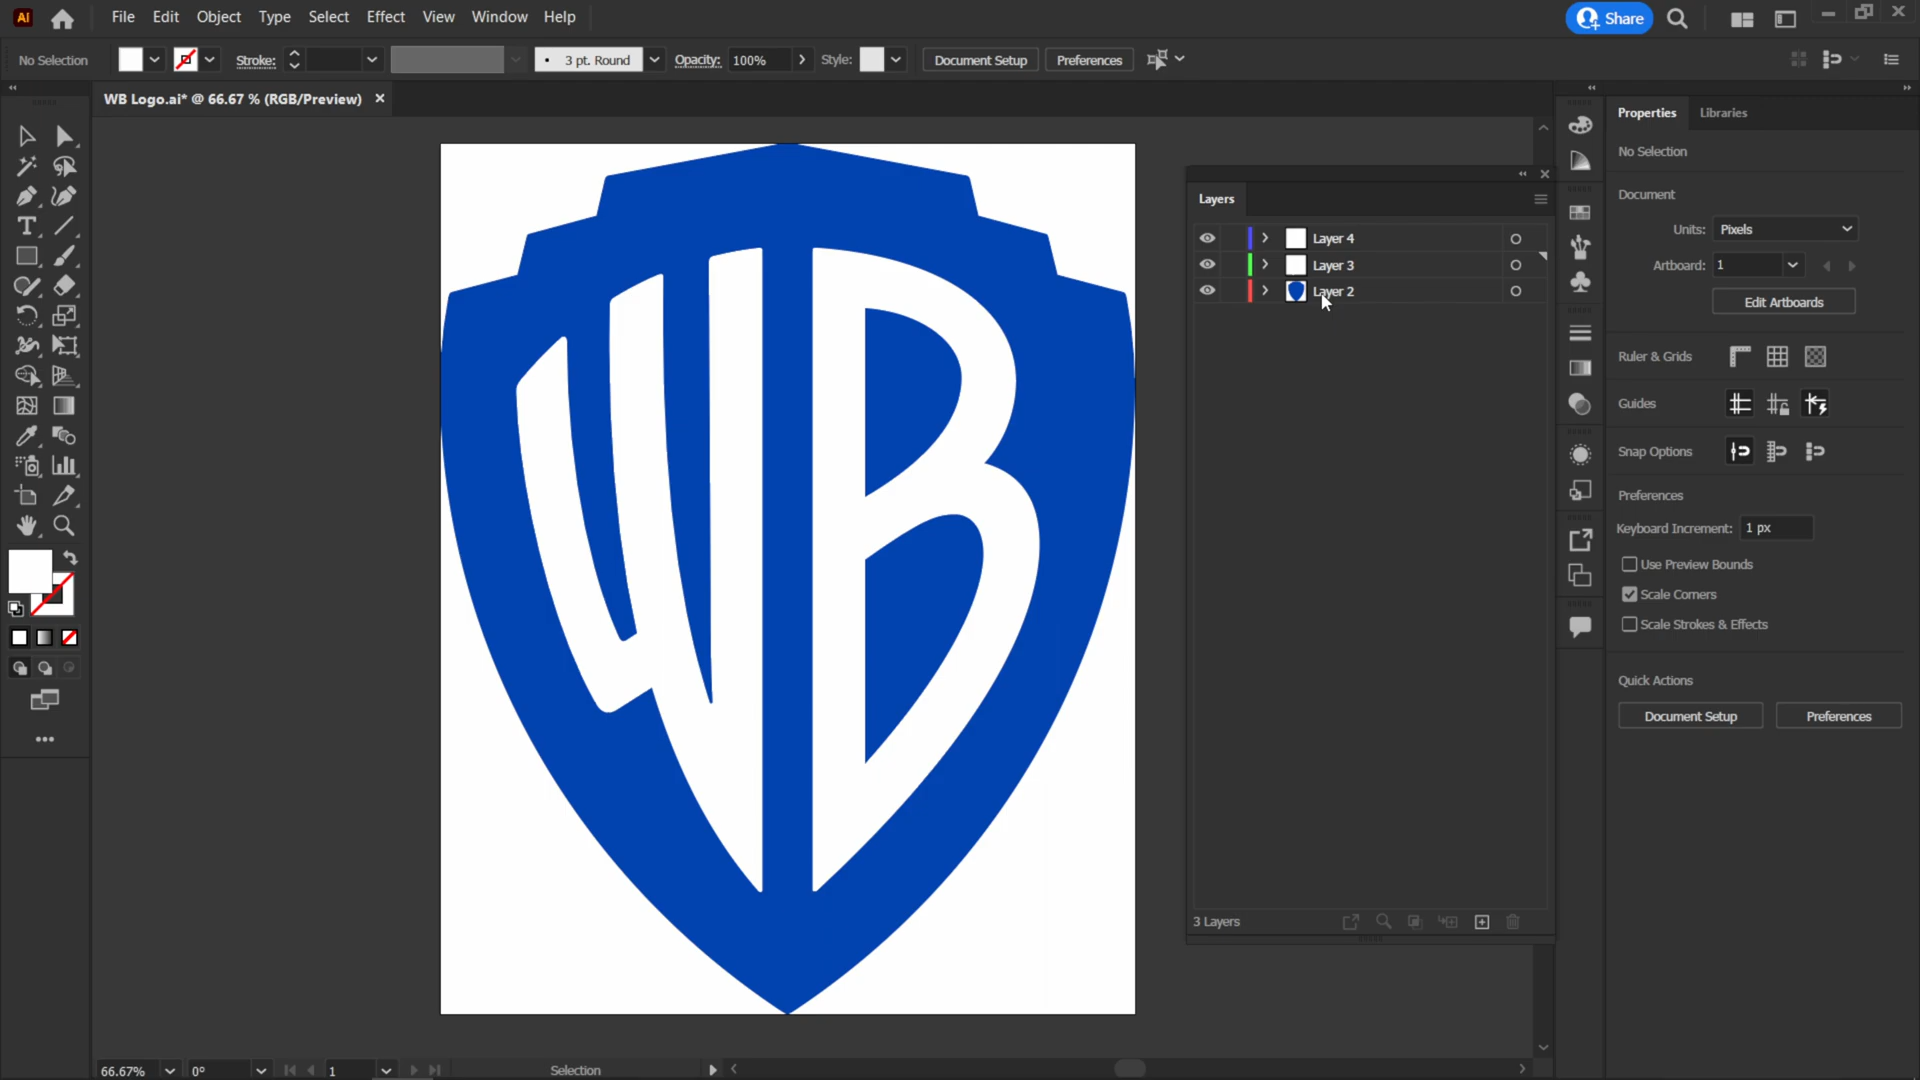 Ai File Edit Object Type Select Effect View Window Help Share
No Selection Stroke: 3 pt. Round Opacity: 100% Style: Document Setup Preferences
WB Logo.ai* @ 66.67 % (RGB/Preview)
WB
Layers
Layer 4
Layer 3
Layer 2
3 Layers
Properties Libraries
No Selection
Document
Units: Pixels
Artboard: 1
Edit Artboards
Ruler & Grids
Guides
Snap Options
Preferences
Keyboard Increment: 1 px
Use Preview Bounds
Scale Corners
Scale Strokes & Effects
Quick Actions
Document Setup Preferences
66.67% 0° 1 Selection